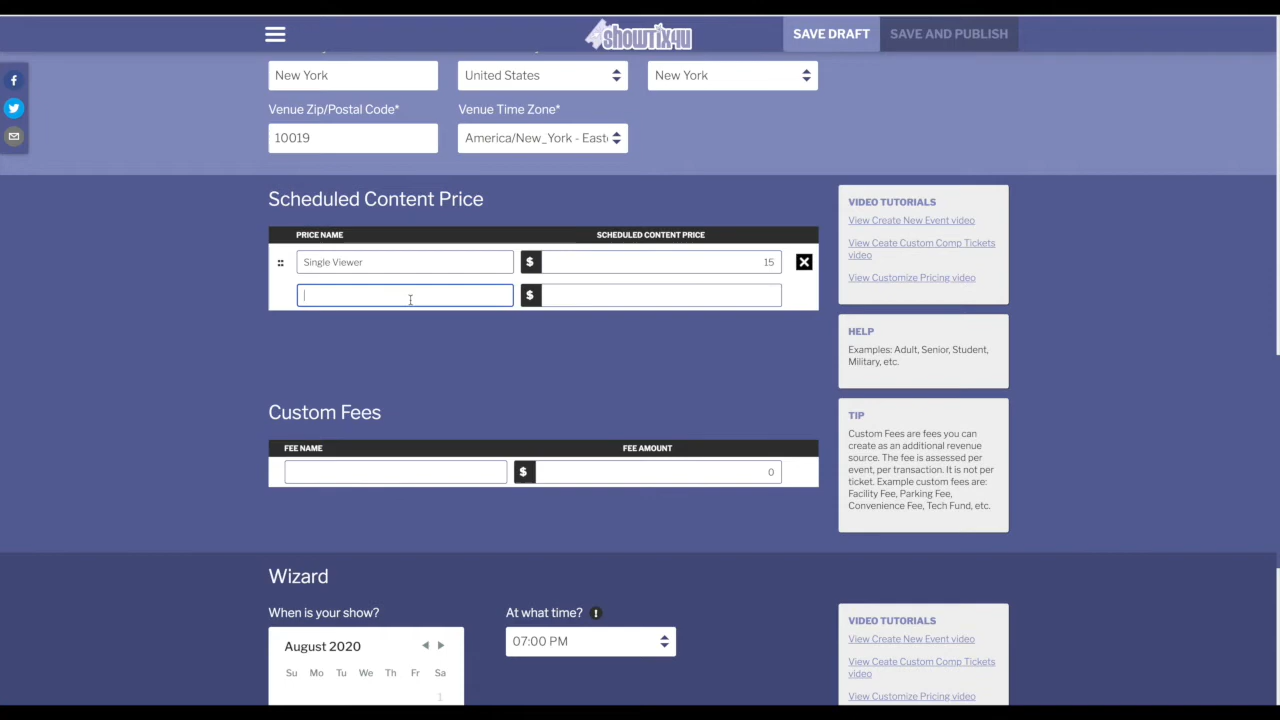 showtix4u
SAVE DRAFT
SAVE AND PUBLISH
New York
United States
New York
Venue Zip/Postal Code*
Venue Time Zone*
10019
America/New_York - East
Scheduled Content Price
PRICE NAME
SCHEDULED CONTENT PRICE
Single Viewer
$
15
$
VIDEO TUTORIALS
View Create New Event video
View Ceate Custom Comp Tickets
video
View Customize Pricing video
HELP
Examples: Adult, Senior, Student,
Military, etc.
Custom Fees
FEE NAME
FEE AMOUNT
$
0
TIP
Custom Fees are fees you can
create as an additional revenue
source. The fee is assessed per
event, per transaction. It is not per
ticket. Example custom fees are:
Facility Fee, Parking Fee,
Convenience Fee, Tech Fund, etc.
Wizard
When is your show?
At what time?
August 2020
07:00 PM
Su Mo Tu We Th Fr Sa
1
VIDEO TUTORIALS
View Create New Event video
View Ceate Custom Comp Tickets
video
View Customize Pricing video